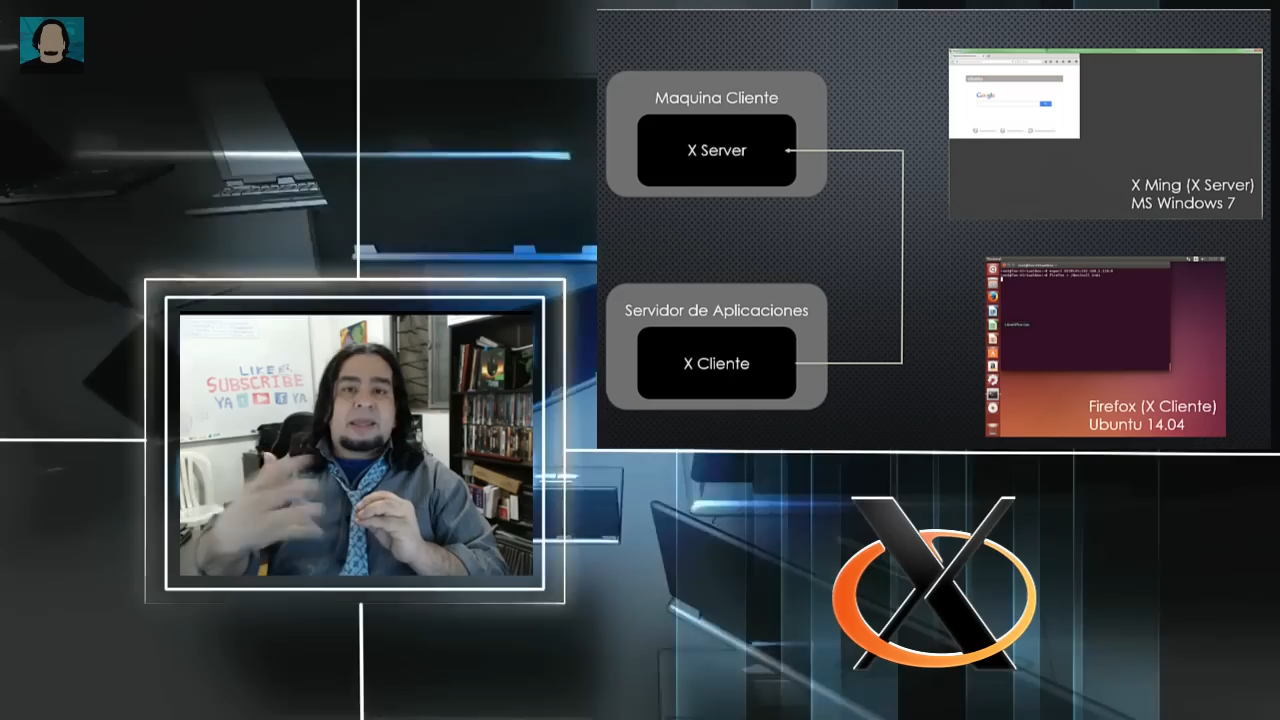 Maquina Cliente
X Server
Servidor de Aplicaciones
X Cliente
Google
X Ming (X Server)
MS Windows 7
Firefox (X Cliente)
Ubuntu 14.04
LIKE
SUBSCRIBE
YA
YA